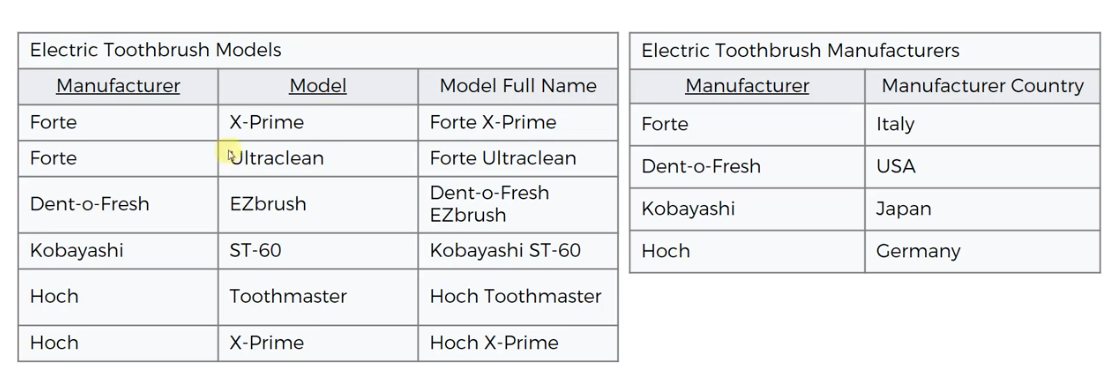 Electric Toothbrush Models
Manufacturer Model Model Full Name
Forte X-Prime Forte X-Prime
Forte Ultraclean Forte Ultraclean
Dent-o-Fresh EZbrush Dent-o-Fresh
EZbrush
Kobayashi ST-60 Kobayashi ST-60
Hoch Toothmaster Hoch Toothmaster
Hoch X-Prime Hoch X-Prime
Electric Toothbrush Manufacturers
Manufacturer Manufacturer Country
Forte Italy
Dent-o-Fresh USA
Kobayashi Japan
Hoch Germany